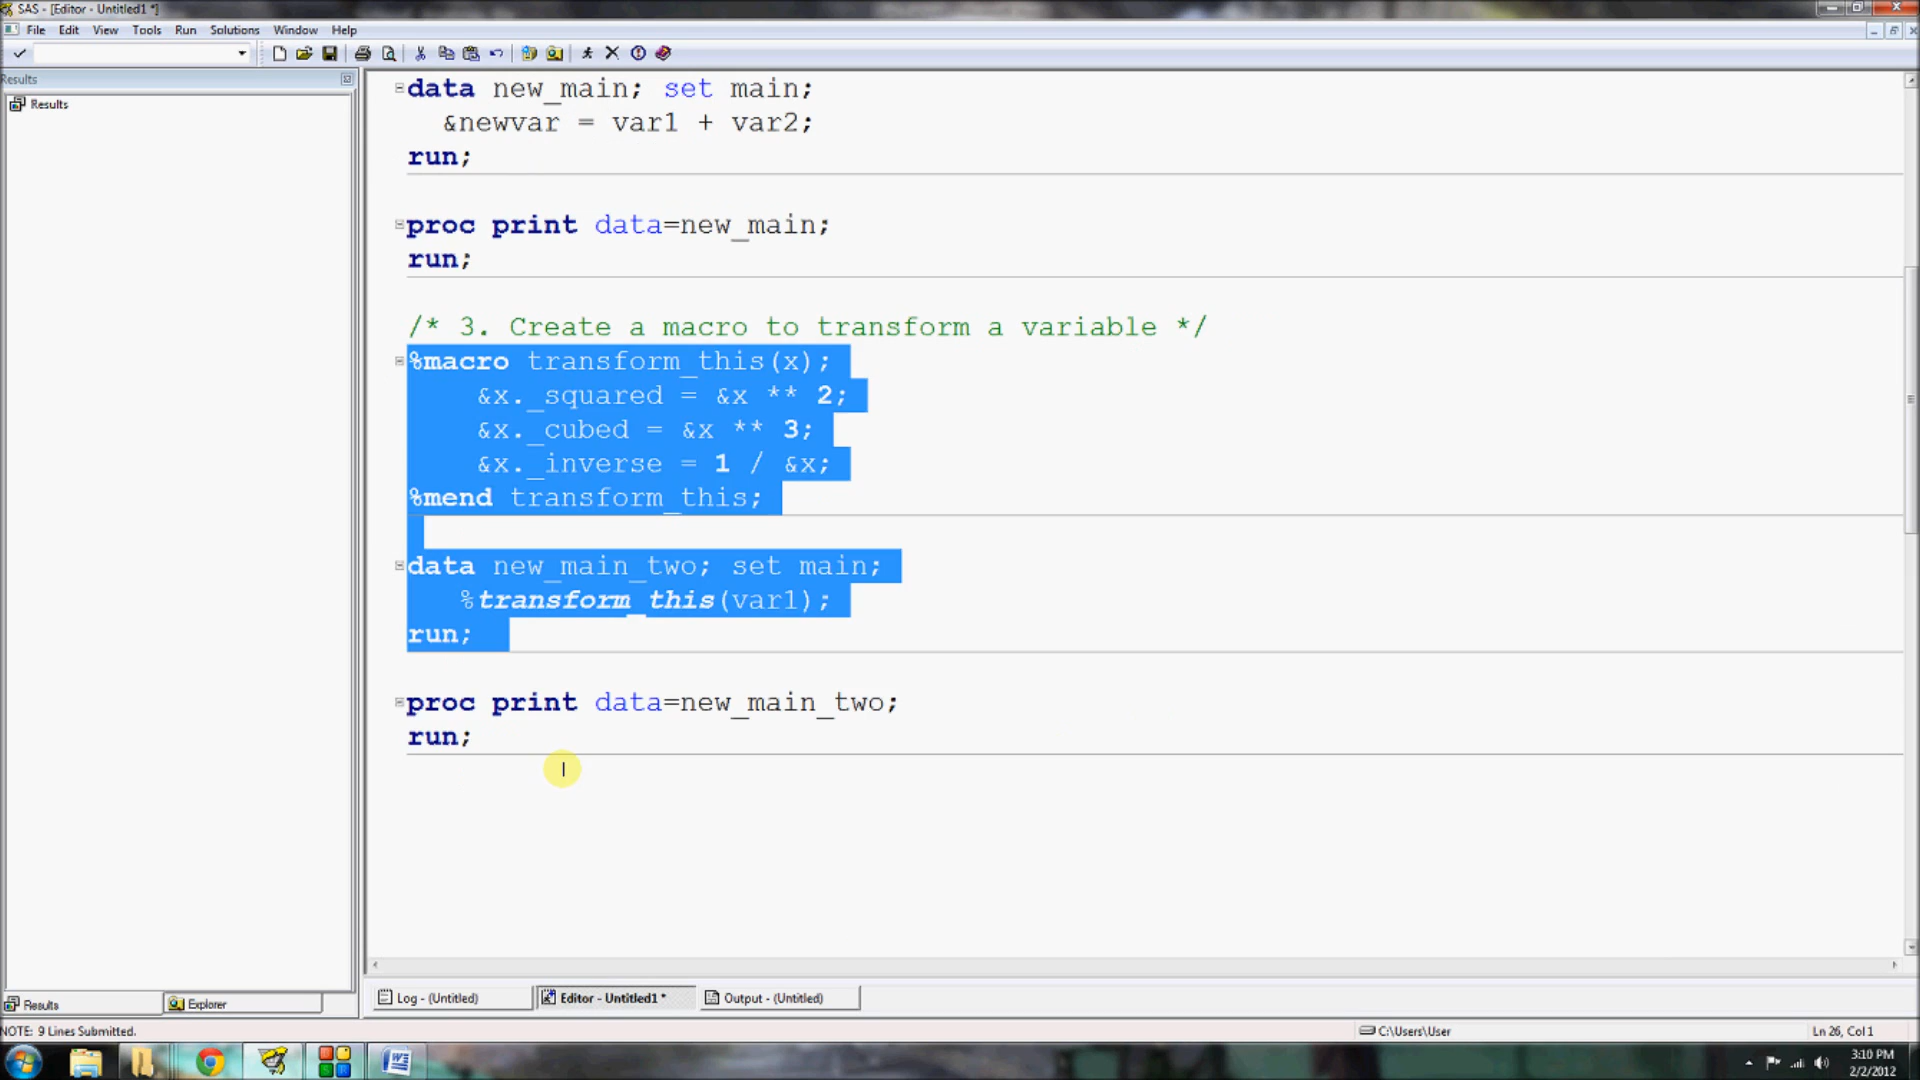 SAS - [Editor - Untitled1 *]
File Edit View Tools Run Solutions Window Help
Results
Results
data new_main; set main;
&newvar = var1 + var2;
run;
proc print data=new_main;
run;
/* 3. Create a macro to transform a variable */
%macro transform_this(x);
&x._squared = &x ** 2;
&x._cubed = &x ** 3;
&x._inverse = 1 / &x;
%mend transform_this;
data new_main_two; set main;
%transform_this(var1);
run;
proc print data=new_main_two;
run;
Results Explorer
Log - (Untitled) Editor - Untitled1 * Output - (Untitled)
NOTE: 9 Lines Submitted. C:\Users\User Ln 26, Col 1
3:10 PM
2/2/2012